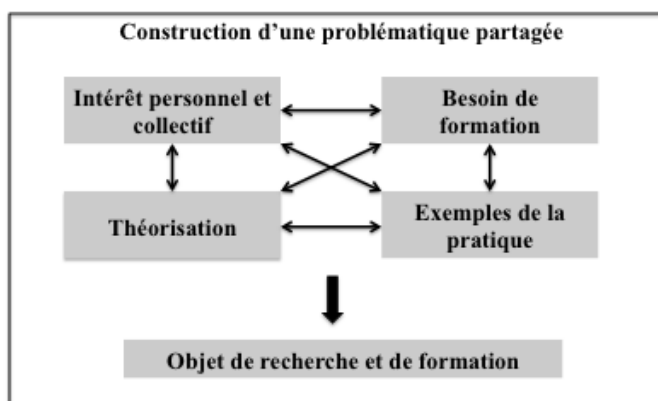 Construction d'une problématique partagée
Intérêt personnel et
collectif
Besoin de
formation
Théorisation
Exemples de la
pratique
Objet de recherche et de formation